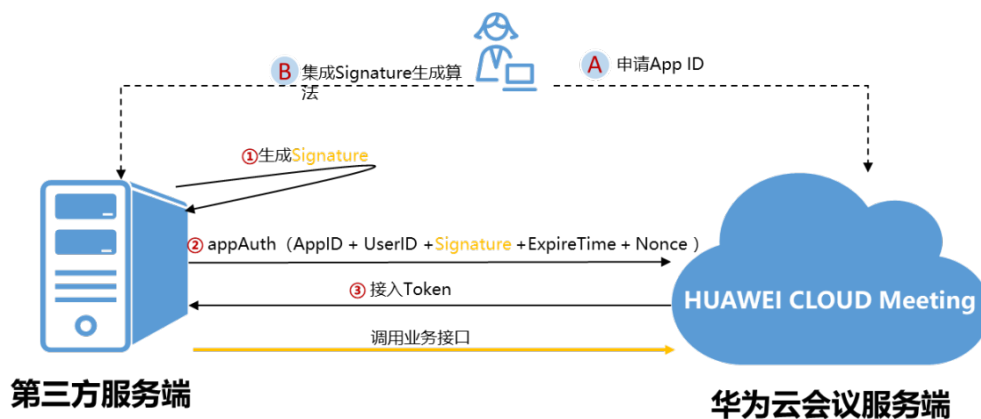 B 集成Signature生成算
法
A 申请App ID
①生成Signature
② appAuth（AppID + UserID +Signature +ExpireTime + Nonce ）
③ 接入Token
HUAWEI CLOUD Meeting
调用业务接口
第三方服务端
华为云会议服务端